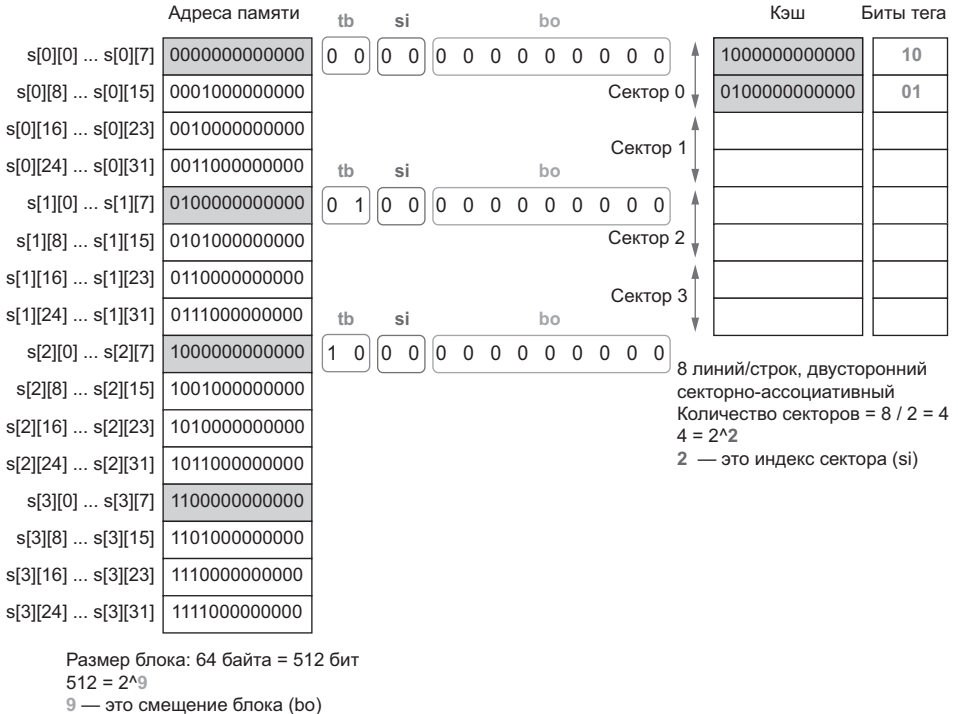 Адреса памяти tb si bo Кэш Биты тега
s[0][0] ... s[0][7] 0000000000000 0 0 0 0 0 0 0 0 0 0 0 0 0 1000000000000 10
s[0][8] ... s[0][15] 0001000000000 Сектор 0 0100000000000 01
s[0][16] ... s[0][23] 0010000000000
Сектор 1
s[0][24] ... s[0][31] 0011000000000
tb si bo
s[1][0] ... s[1][7] 0100000000000 0 1 0 0 0 0 0 0 0 0 0 0 0
s[1][8] ... s[1][15] 0101000000000 Сектор 2
s[1][16] ... s[1][23] 0110000000000
Сектор 3
s[1][24] ... s[1][31] 0111000000000
tb si bo
s[2][0] ... s[2][7] 1000000000000 1 0 0 0 0 0 0 0 0 0 0 0 0
s[2][8] ... s[2][15] 1001000000000
s[2][16] ... s[2][23] 1010000000000
s[2][24] ... s[2][31] 1011000000000
s[3][0] ... s[3][7] 1100000000000
s[3][8] ... s[3][15] 1101000000000
s[3][16] ... s[3][23] 1110000000000
s[3][24] ... s[3][31] 1111000000000
8 линий/строк, двусторонний
секторно-ассоциативный
Количество секторов = 8 / 2 = 4
4 = 2^2
2 — это индекс сектора (si)
Размер блока: 64 байта = 512 бит
512 = 2^9
9 — это смещение блока (bo)